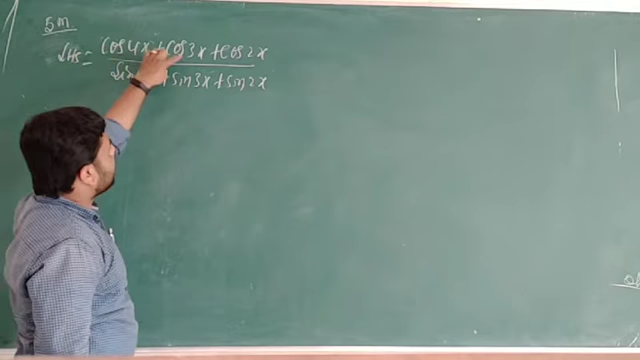 5m
LHS = cos4x + cos3x + cos2x
+ sin3x + sin2x